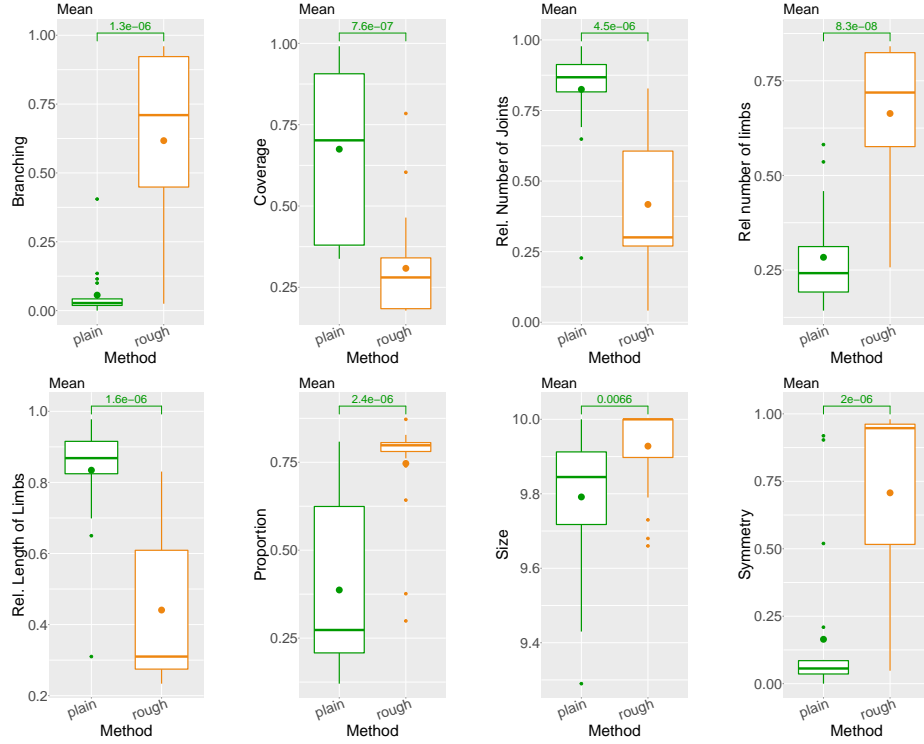 Mean
1.3e−06
1.00
0.75
0.50
0.25
0.00
Branching
plain
rough
Method
Mean
7.6e−07
1.00
0.75
0.50
0.25
Coverage
plain
rough
Method
Mean
4.5e−06
1.00
0.75
0.50
0.25
0.00
Rel. Number of Joints
plain
rough
Method
Mean
8.3e−08
0.75
0.50
0.25
Rel number of limbs
plain
rough
Method
Mean
1.6e−06
1.0
0.8
0.6
0.4
0.2
Rel. Length of Limbs
plain
rough
Method
Mean
2.4e−06
0.75
0.50
0.25
Proportion
plain
rough
Method
Mean
0.0066
10.0
9.8
9.6
9.4
Size
plain
rough
Method
Mean
2e−06
1.00
0.75
0.50
0.25
0.00
Symmetry
plain
rough
Method